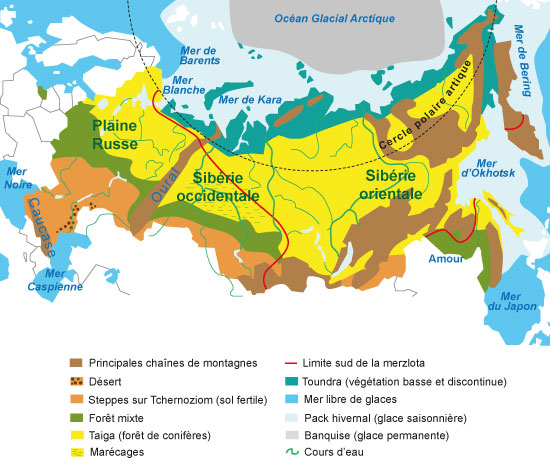 Océan Glacial Arctique
Mer de
Barents
Mer
Blanche
Mer de Kara
Mer de Bering
Cercle polaire artique
Plaine
Russe
Oural
Sibérie
occidentale
Sibérie
orientale
Mer
d'Okhotsk
Mer
Noire
Caucase
Mer
Caspienne
Amour
Mer
du Japon
Principales chaînes de montagnes
Désert
Steppes sur Tchernoziom (sol fertile)
Forêt mixte
Taiga (forêt de conifères)
Marécages
Limite sud de la merzlota
Toundra (végétation basse et discontinue)
Mer libre de glaces
Pack hivernal (glace saisonnière)
Banquise (glace permanente)
Cours d'eau